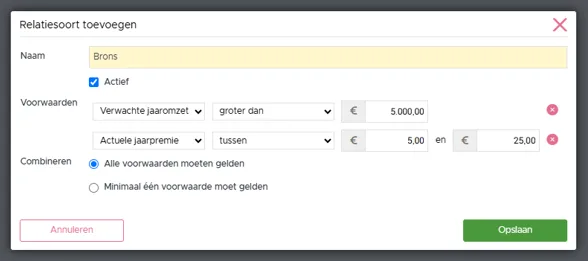 Relatiesoort toevoegen
Naam
Brons
Actief
Voorwaarden
Verwachte jaaromzet groter dan € 5.000,00
Actuele jaarpremie tussen € 5,00 en € 25,00
Combineren
Alle voorwaarden moeten gelden
Minimaal één voorwaarde moet gelden
Annuleren
Opslaan